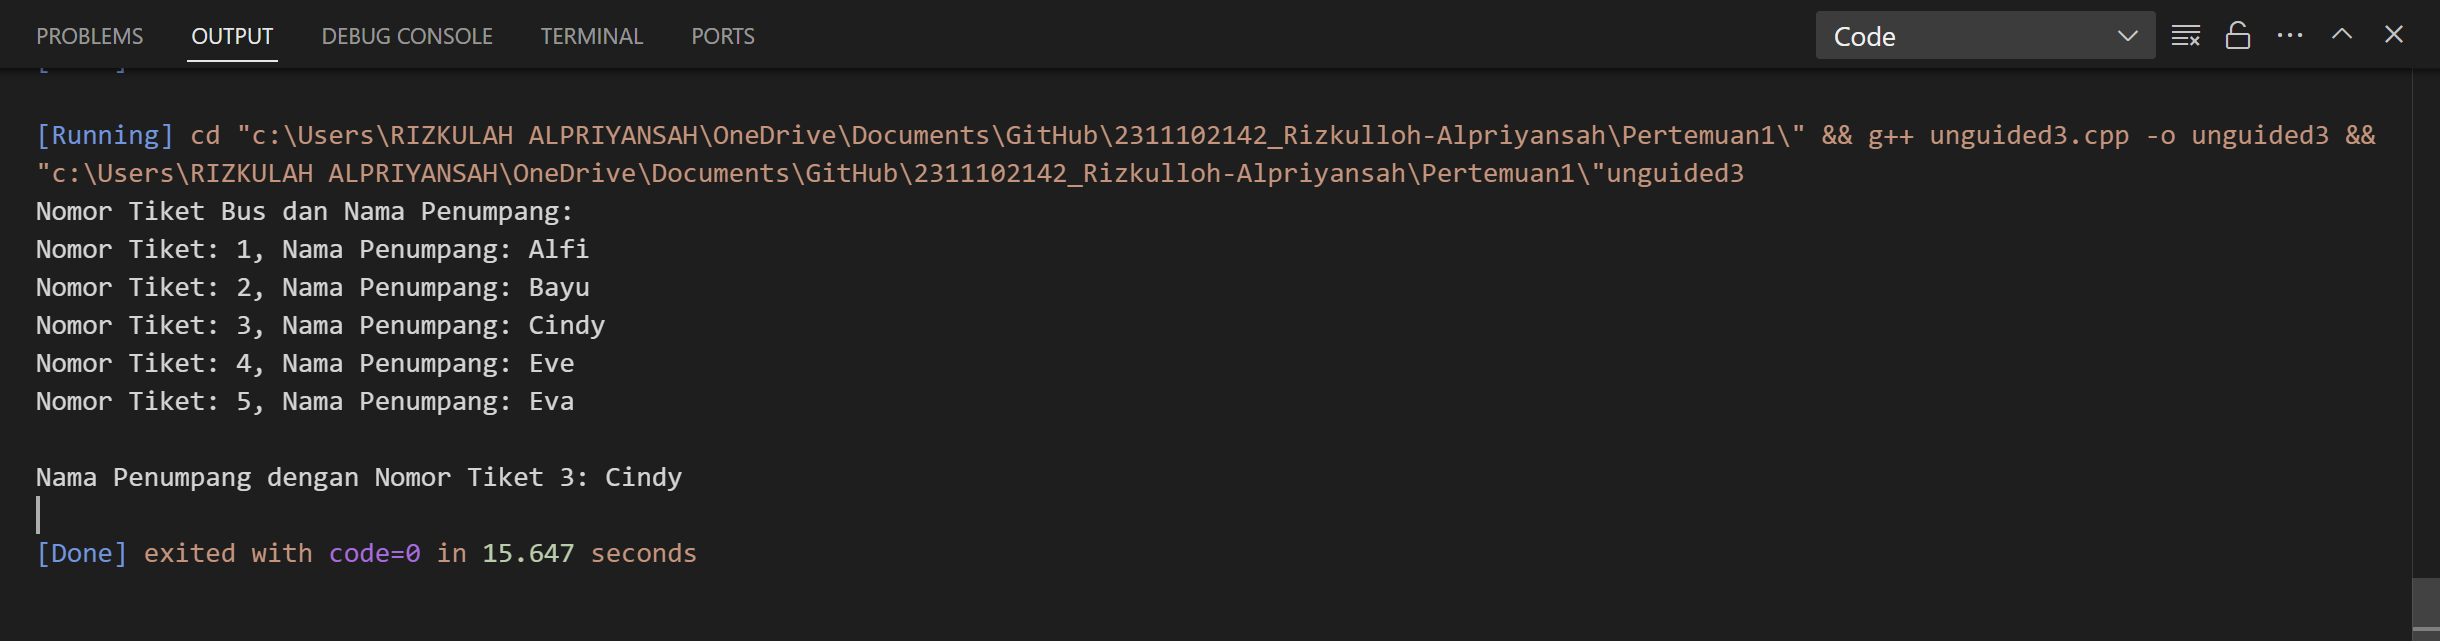 PROBLEMS OUTPUT DEBUG CONSOLE TERMINAL PORTS Code
[Running] cd "c:\Users\RIZKULAH ALPRIYANSAH\OneDrive\Documents\GitHub\2311102142_Rizkulloh-Alpriyansah\Pertemuan1\" && g++ unguided3.cpp -o unguided3 &&
"c:\Users\RIZKULAH ALPRIYANSAH\OneDrive\Documents\GitHub\2311102142_Rizkulloh-Alpriyansah\Pertemuan1\"unguided3
Nomor Tiket Bus dan Nama Penumpang:
Nomor Tiket: 1, Nama Penumpang: Alfi
Nomor Tiket: 2, Nama Penumpang: Bayu
Nomor Tiket: 3, Nama Penumpang: Cindy
Nomor Tiket: 4, Nama Penumpang: Eve
Nomor Tiket: 5, Nama Penumpang: Eva
Nama Penumpang dengan Nomor Tiket 3: Cindy
[Done] exited with code=0 in 15.647 seconds